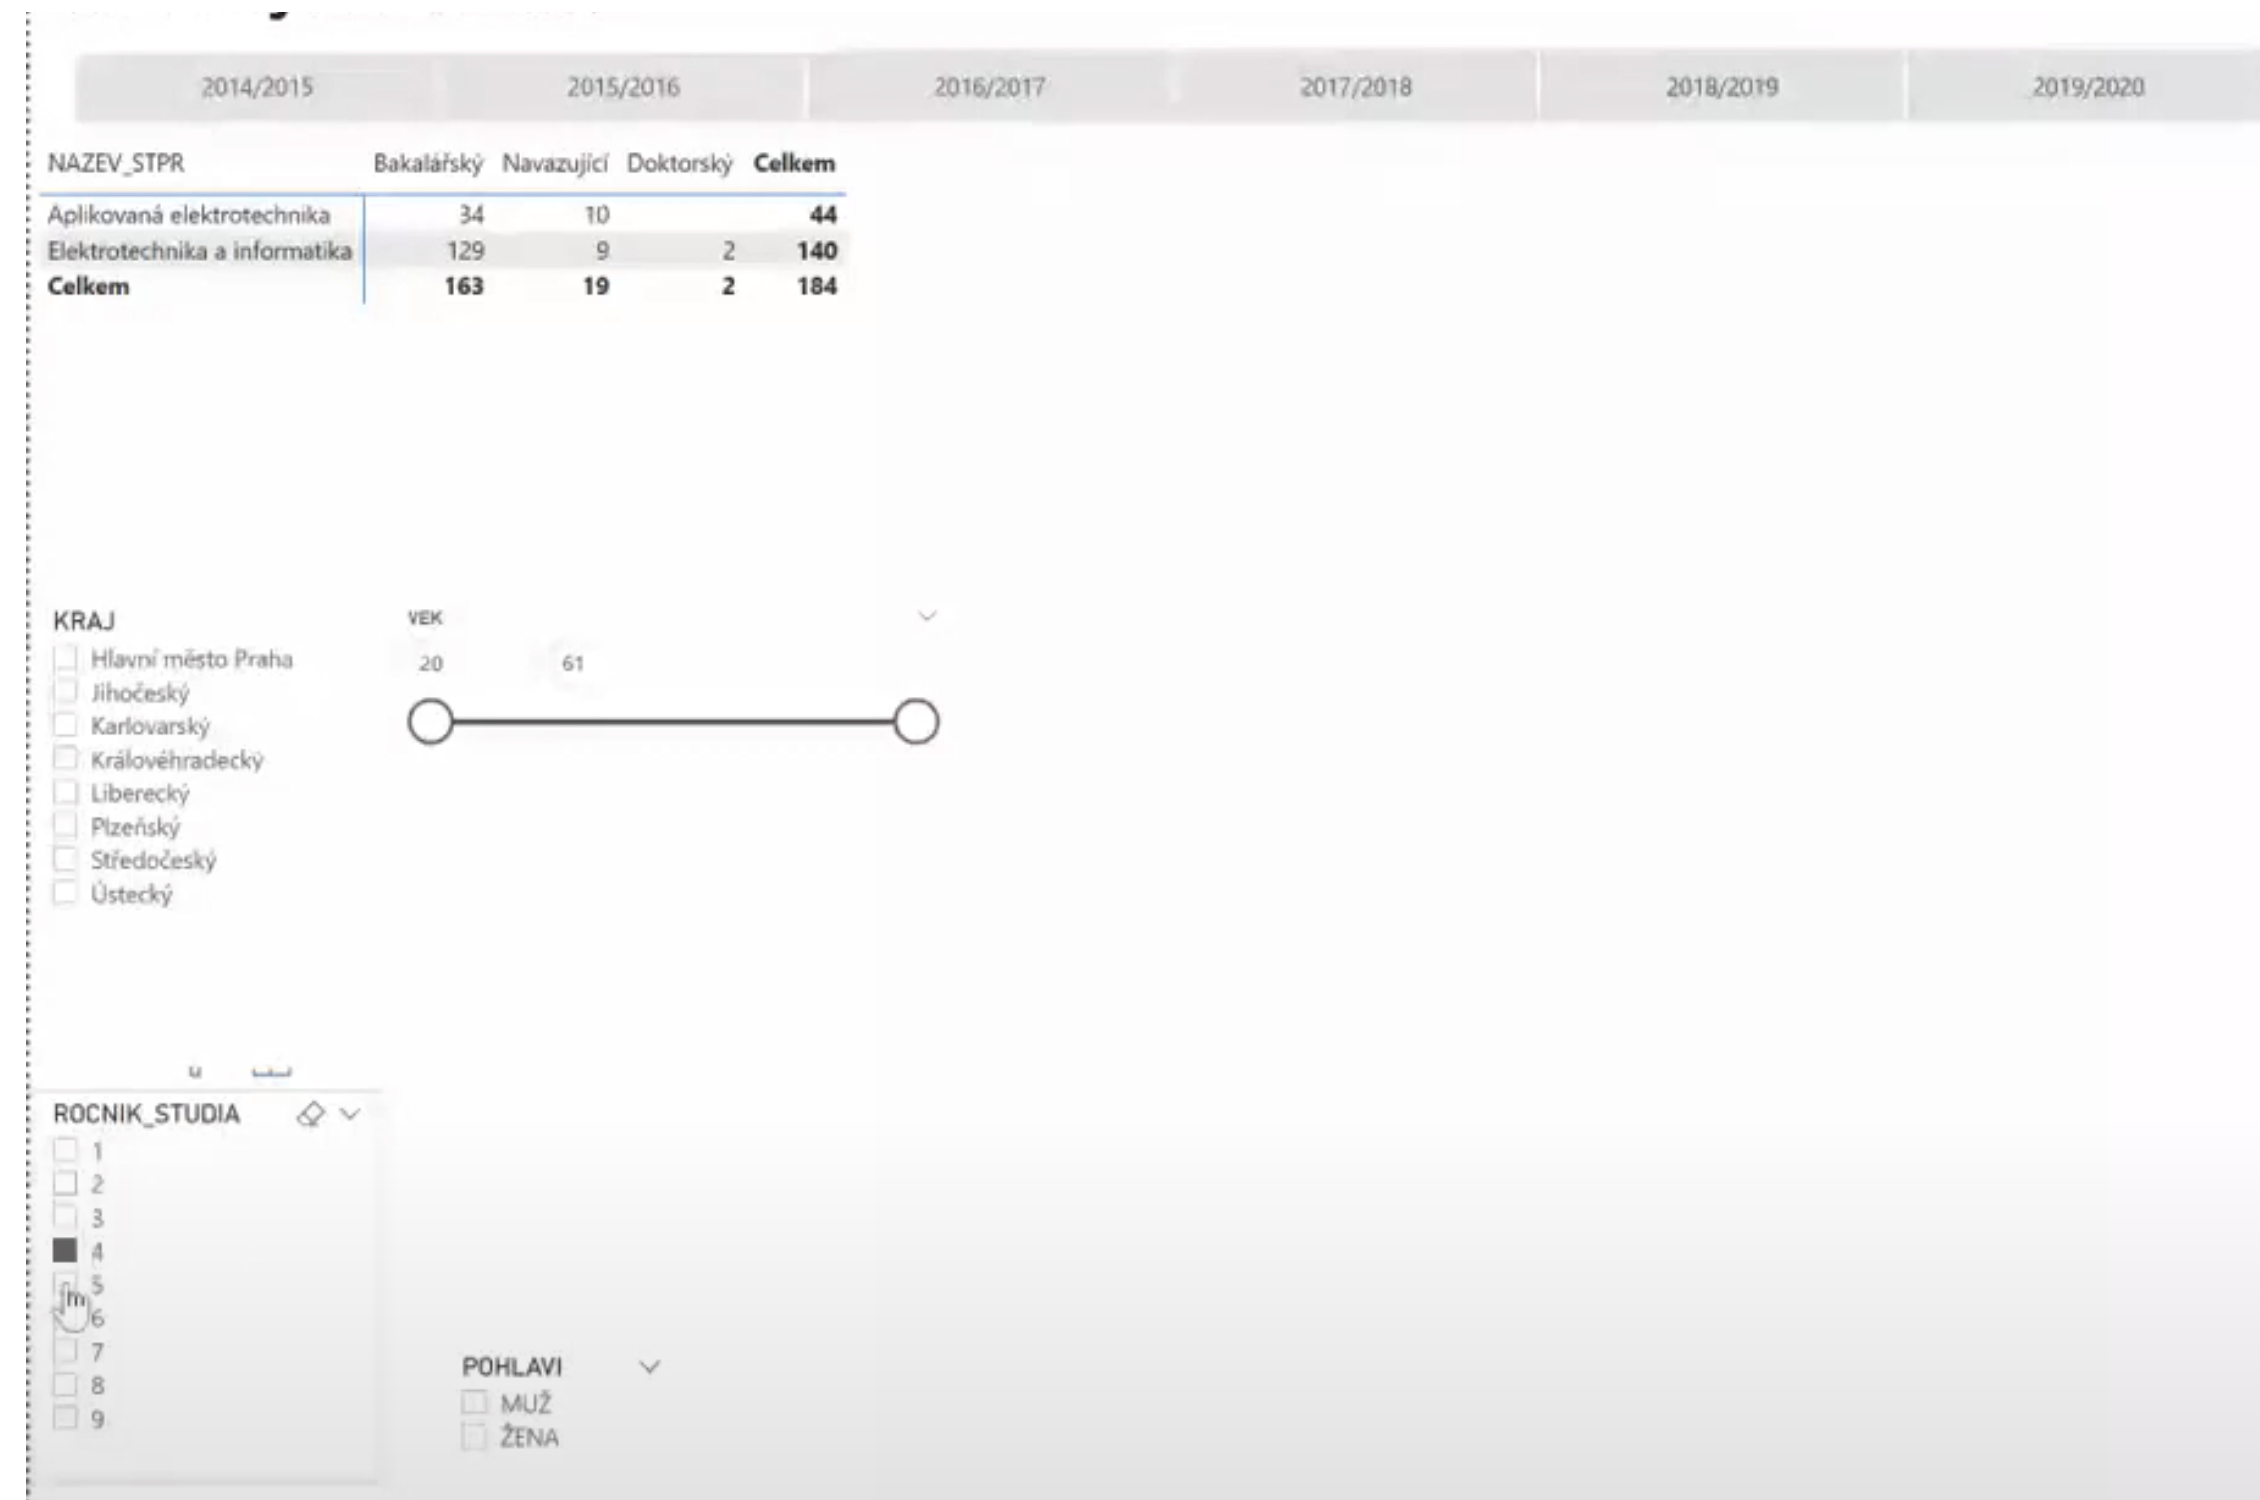 2014/2015 2015/2016 2016/2017 2017/2018 2018/2019 2019/2020
NAZEV_STPR Bakalářský Navazující Doktorský Celkem
Aplikovaná elektrotechnika 34 10 44
Elektrotechnika a informatika 129 9 2 140
Celkem 163 19 2 184
KRAJ
Hlavní město Praha
Jihočeský
Karlovarský
Královéhradecký
Liberecký
Plzeňský
Středočeský
Ústecký
VEK
20 61
ROCNIK_STUDIA
1
2
3
4
5
6
7
8
9
POHLAVI
MUŽ
ŽENA